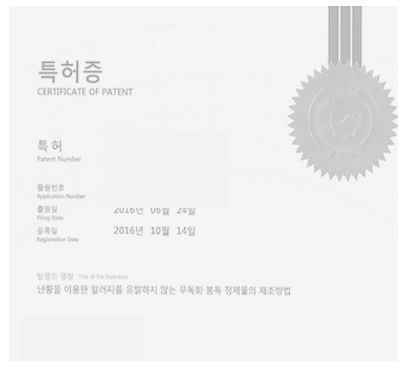 특허증
CERTIFICATE OF PATENT
특 허
Patent Number
출원번호
Application Number
출원일
Filing Date
2016년 06월 24일
등록일
Registration Date
2016년 10월 14일
발명의 명칭 Title of the Invention
난황을 이용한 알러지를 유발하지 않는 무독화 봉독 정제물의 제조방법